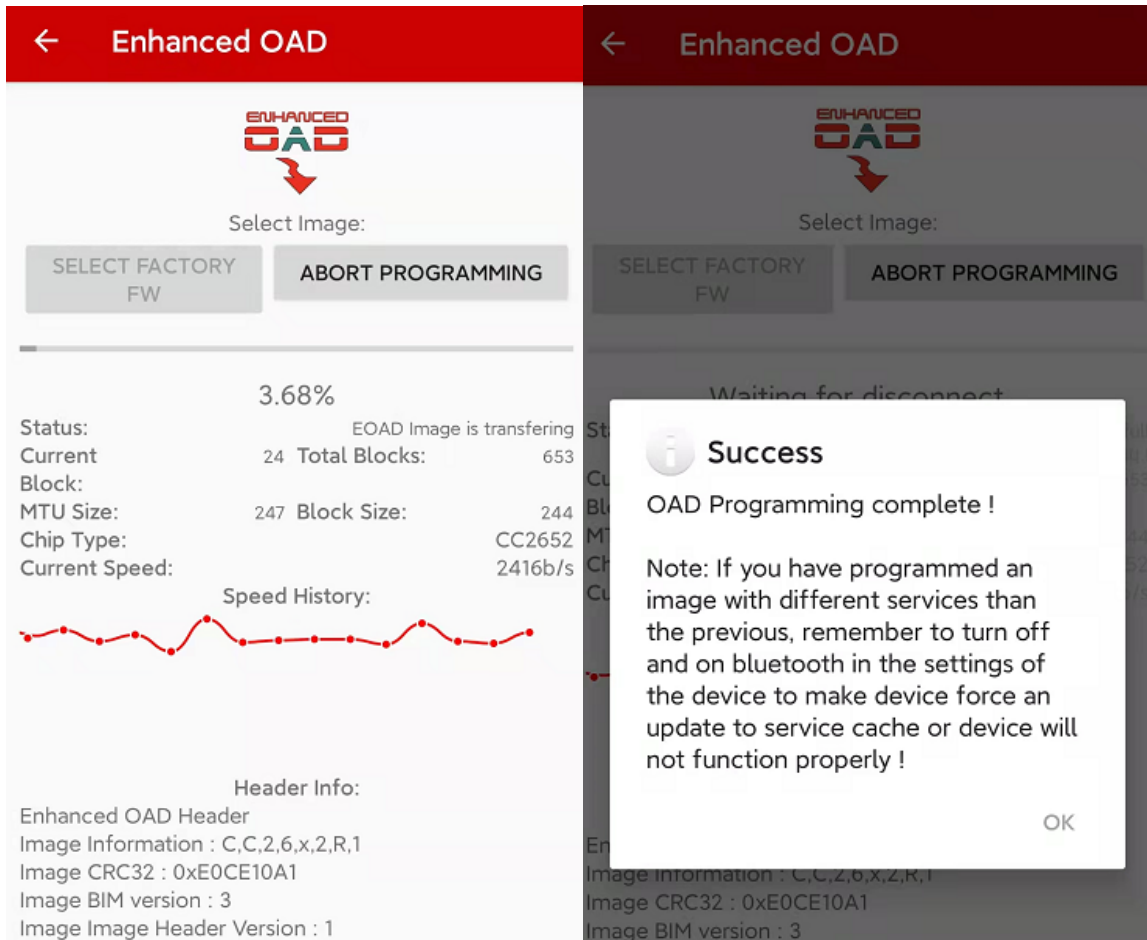 Enhanced OAD
ENHANCED
OAD
Select Image:
SELECT FACTORY
FW
ABORT PROGRAMMING
3.68%
Status: EOAD Image is transfering
Current 24 Total Blocks: 653
Block:
MTU Size: 247 Block Size: 244
Chip Type: CC2652
Current Speed: 2416b/s
Speed History:
Header Info:
Enhanced OAD Header
Image Information : C,C,2,6,x,2,R,1
Image CRC32 : 0xE0CE10A1
Image BIM version : 3
Image Image Header Version : 1
Enhanced OAD
ENHANCED
OAD
Select Image:
SELECT FACTORY
FW
ABORT PROGRAMMING
Waiting for disconnect
Success
OAD Programming complete !
Note: If you have programmed an
image with different services than
the previous, remember to turn off
and on bluetooth in the settings of
the device to make device force an
update to service cache or device will
not function properly !
OK
Image Information : C,C,2,6,x,2,R,1
Image CRC32 : 0xE0CE10A1
Image BIM version : 3